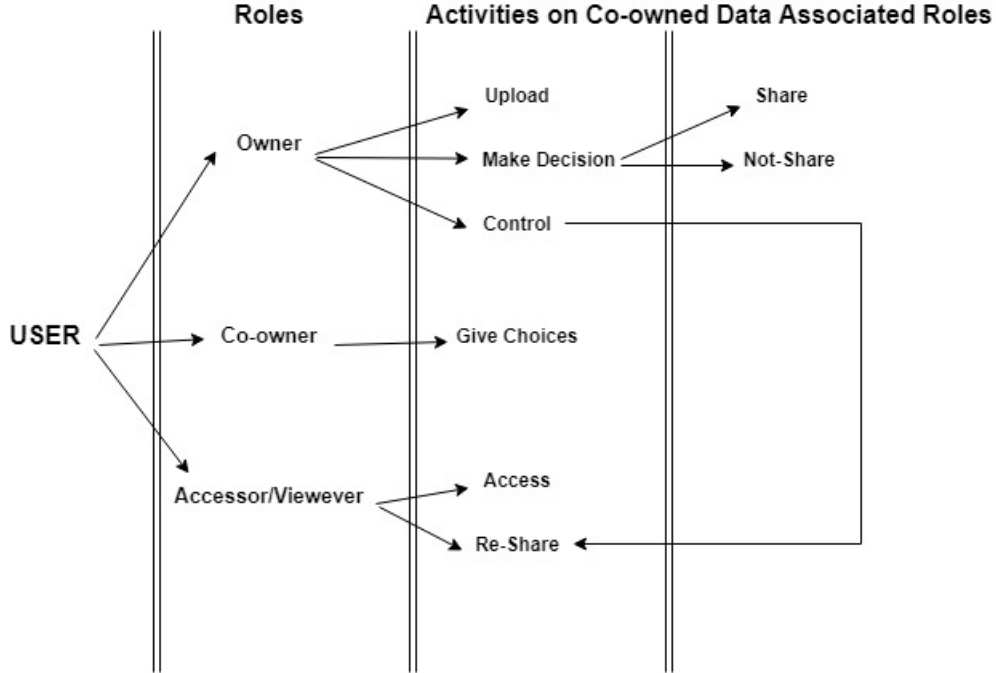 Roles
Activities on Co-owned Data Associated Roles
Upload
Share
Owner
Make Decision
Not-Share
Control
USER
Co-owner
Give Choices
Access
Accessor/Viewever
Re-Share